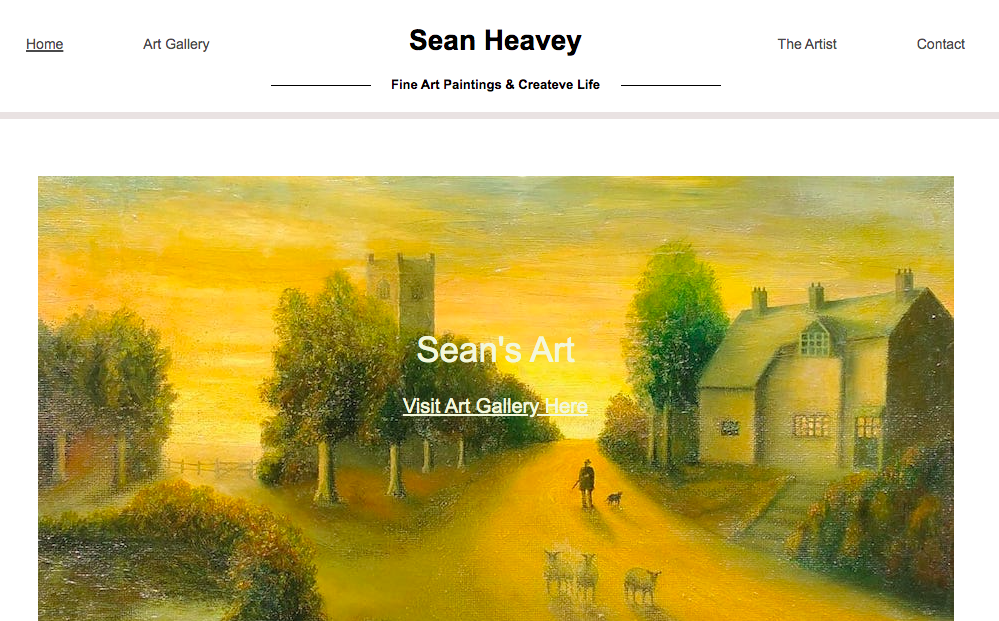 Home
Art Gallery
Sean Heavey
The Artist
Contact
Fine Art Paintings & Createve Life
Sean's Art
Visit Art Gallery Here